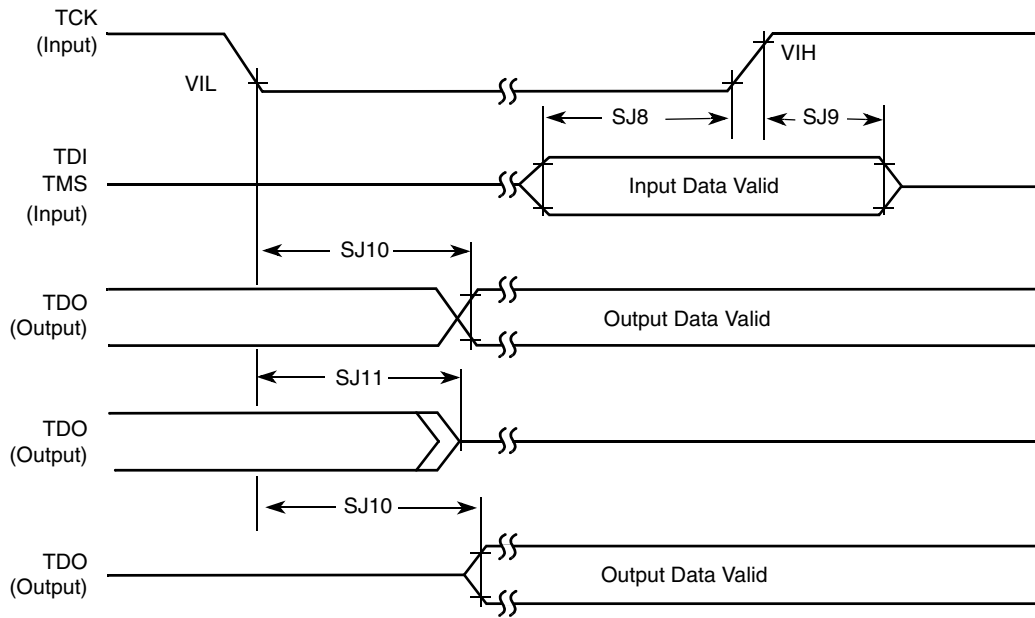 TCK
(Input)
VIL
VIH
SJ8
SJ9
TDI
TMS
(Input)
Input Data Valid
SJ10
TDO
(Output)
Output Data Valid
SJ11
TDO
(Output)
SJ10
TDO
(Output)
Output Data Valid